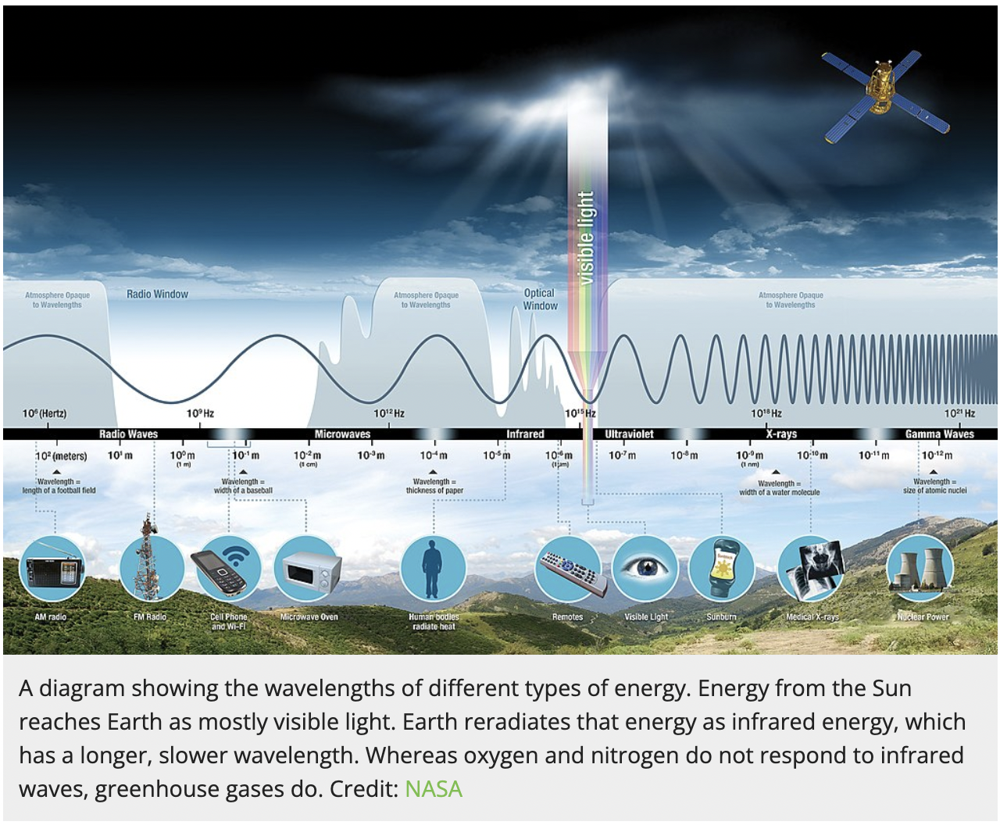 visible light
Atmosphere Opaque
to Wavelengths
Radio Window
Atmosphere Opaque
to Wavelengths
Optical
Window
Atmosphere Opaque
to Wavelengths
10⁶ (Hertz)
10⁹ Hz
10¹² Hz
10¹⁵ Hz
10¹⁸ Hz
10²¹ Hz
Radio Waves
Microwaves
Infrared
Ultraviolet
X-rays
Gamma Waves
10² (meters)
10¹ m
10⁰ m
(1 m)
10⁻¹ m
10⁻² m
(1 cm)
10⁻³ m
10⁻⁴ m
10⁻⁵ m
10⁻⁶ m
(1µm)
10⁻⁷ m
10⁻⁸ m
10⁻⁹ m
(1 nm)
10⁻¹⁰ m
10⁻¹¹ m
10⁻¹² m
Wavelength =
length of a football field
Wavelength =
width of a baseball
Wavelength =
thickness of paper
Wavelength =
width of a water molecule
Wavelength =
size of atomic nuclei
AM radio
FM Radio
Cell Phone
and Wi-Fi
Microwave Oven
Human bodies
radiate heat
Remotes
Visible Light
Sunburn
Medical X-rays
Nuclear Power
A diagram showing the wavelengths of different types of energy. Energy from the Sun
reaches Earth as mostly visible light. Earth reradiates that energy as infrared energy, which
has a longer, slower wavelength. Whereas oxygen and nitrogen do not respond to infrared
waves, greenhouse gases do. Credit: NASA